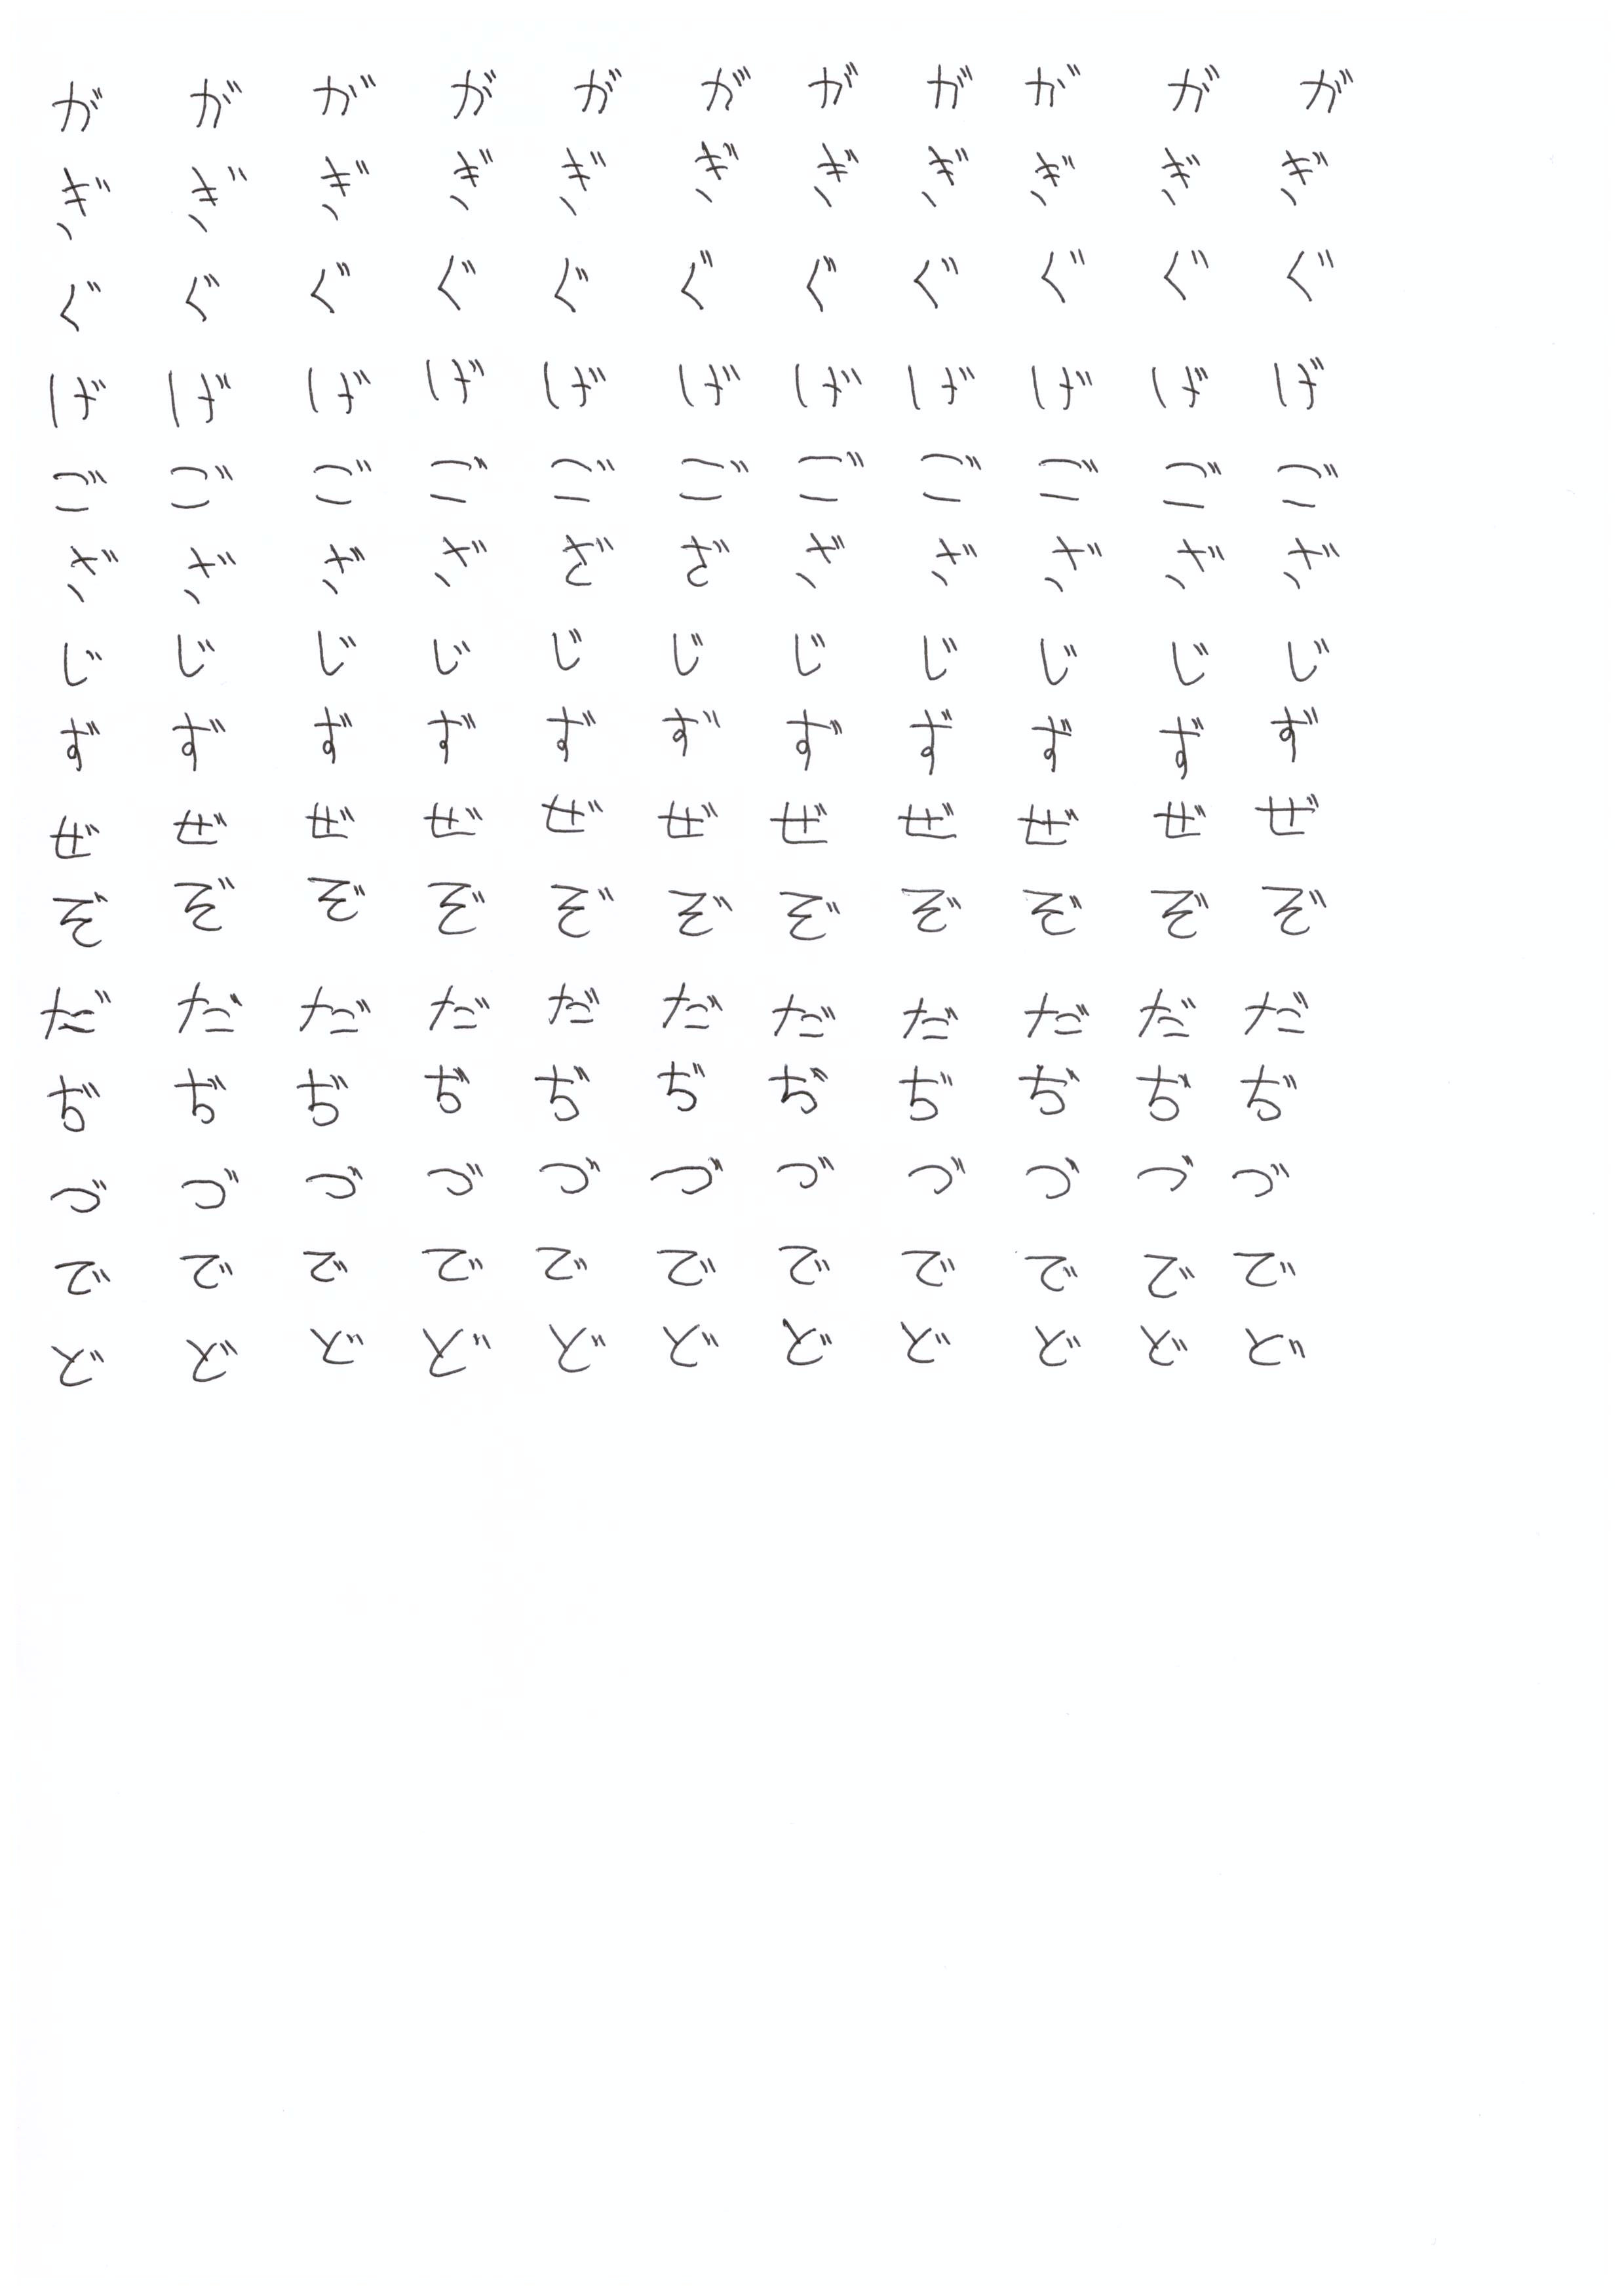 が が が が が が が が が が が
ぎ ぎ ぎ ぎ ぎ ぎ ぎ ぎ ぎ ぎ ぎ
ぐ ぐ ぐ ぐ ぐ ぐ ぐ ぐ ぐ ぐ ぐ
げ げ げ げ げ げ げ げ げ げ げ
ご ご ご ご ご ご ご ご ご ご ご
ざ ざ ざ ざ ざ ざ ざ ざ ざ ざ ざ
じ じ じ じ じ じ じ じ じ じ じ
ず ず ず ず ず ず ず ず ず ず ず
ぜ ぜ ぜ ぜ ぜ ぜ ぜ ぜ ぜ ぜ ぜ
ぞ ぞ ぞ ぞ ぞ ぞ ぞ ぞ ぞ ぞ ぞ
だ だ だ だ だ だ だ だ だ だ だ
ぢ ぢ ぢ ぢ ぢ ぢ ぢ ぢ ぢ ぢ ぢ
づ づ づ づ づ づ づ づ づ づ づ
で で で で で で で で で で で
ど ど ど ど ど ど ど ど ど ど ど